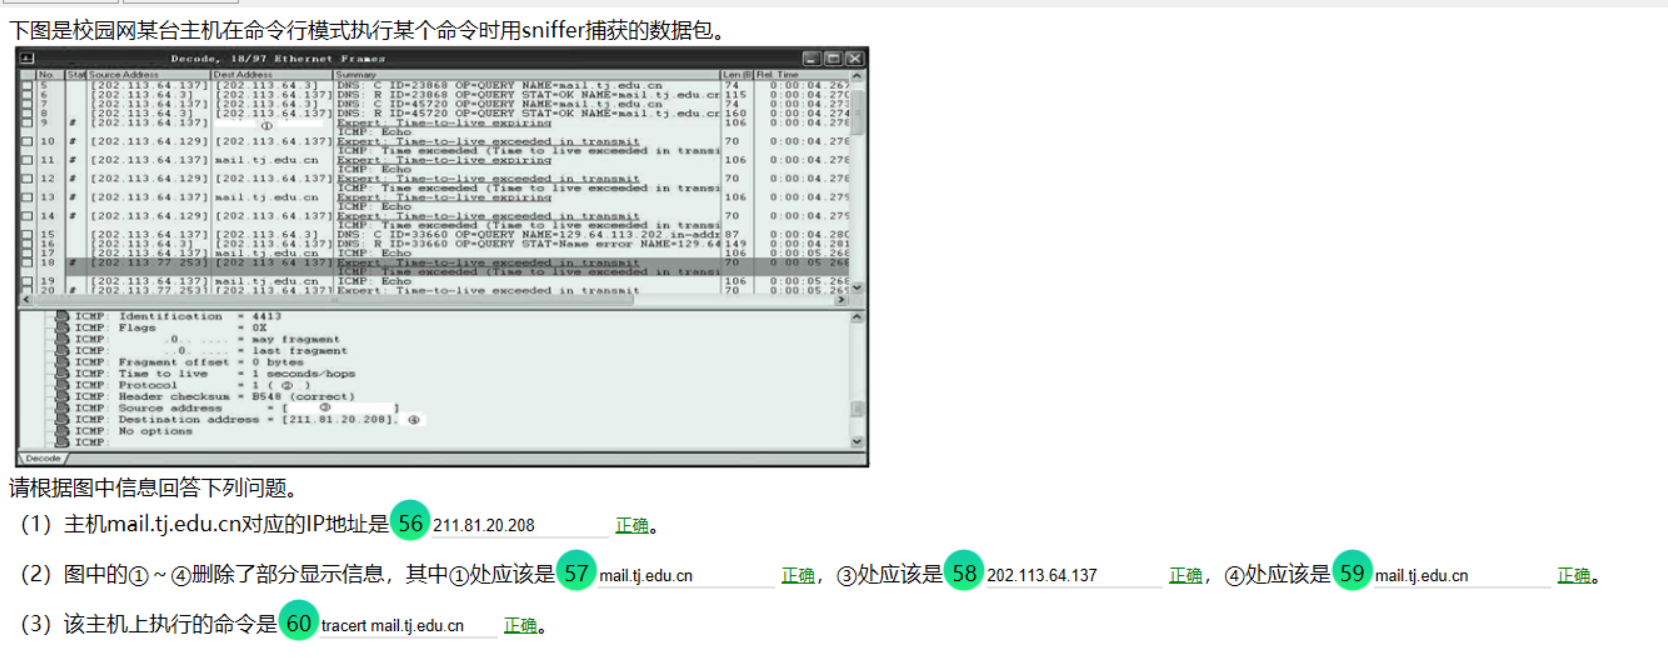 下图是校园网某台主机在命令行模式执行某个命令时用sniffer捕获的数据包。
Decode, 18/97 Ethernet Frames
No. Stat Source Address Dest Address Summary Len (B) Rel. Time
5 [202.113.64.137] [202.113.64.3] DNS: C ID=23868 OP=QUERY NAME=mail.tj.edu.cn 74 0:00:04.267
6 [202.113.64.3] [202.113.64.137] DNS: R ID=23868 OP=QUERY STAT=OK NAME=mail.tj.edu.cn 115 0:00:04.270
7 [202.113.64.137] [202.113.64.3] DNS: C ID=45720 OP=QUERY NAME=mail.tj.edu.cn 74 0:00:04.273
8 [202.113.64.3] [202.113.64.137] DNS: R ID=45720 OP=QUERY STAT=OK NAME=mail.tj.edu.cr 160 0:00:04.274
9 # [202.113.64.137] ① Expert: Time-to-live expiring 106 0:00:04.278
ICMP: Echo
10 # [202.113.64.129] [202.113.64.137] Expert: Time-to-live exceeded in transmit 70 0:00:04.278
ICMP: Time exceeded (Time to live exceeded in transi
11 # [202.113.64.137] mail.tj.edu.cn Expert: Time-to-live expiring 106 0:00:04.278
ICMP: Echo
12 # [202.113.64.129] [202.113.64.137] Expert: Time-to-live exceeded in transmit 70 0:00:04.278
ICMP: Time exceeded (Time to live exceeded in transi
13 # [202.113.64.137] mail.tj.edu.cn Expert: Time-to-live expiring 106 0:00:04.279
ICMP: Echo
14 # [202.113.64.129] [202.113.64.137] Expert: Time-to-live exceeded in transmit 70 0:00:04.279
ICMP: Time exceeded (Time to live exceeded in transi
15 [202.113.64.137] [202.113.64.3] DNS: C ID=33660 OP=QUERY NAME=129.64.113.202.in-addr 87 0:00:04.280
16 [202.113.64.3] [202.113.64.137] DNS: R ID=33660 OP=QUERY STAT=Name error NAME=129.64 149 0:00:04.281
17 [202.113.64.137] mail.tj.edu.cn ICMP: Echo 106 0:00:05.268
18 # [202.113.77.253] [202.113.64.137] Expert: Time-to-live exceeded in transmit 70 0:00:05.268
ICMP: Time exceeded (Time to live exceeded in transi
19 [202.113.64.137] mail.tj.edu.cn ICMP: Echo 106 0:00:05.268
20 # [202.113.77.253] [202.113.64.137] Expert: Time-to-live exceeded in transmit 70 0:00:05.269
ICMP: Identification = 4413
ICMP: Flags = 0X
ICMP: .0.. .... = may fragment
ICMP: ..0. .... = last fragment
ICMP: Fragment offset = 0 bytes
ICMP: Time to live = 1 seconds/hops
ICMP: Protocol = 1 ( ② )
ICMP: Header checksum = B548 (correct)
ICMP: Source address = [ ③ ]
ICMP: Destination address = [211.81.20.208], ④
ICMP: No options
ICMP:
Decode
请根据图中信息回答下列问题。
（1）主机mail.tj.edu.cn对应的IP地址是 56 211.81.20.208 正确。
（2）图中的①~④删除了部分显示信息，其中①处应该是 57 mail.tj.edu.cn 正确，③处应该是 58 202.113.64.137 正确，④处应该是 59 mail.tj.edu.cn 正确。
（3）该主机上执行的命令是 60 tracert mail.tj.edu.cn 正确。